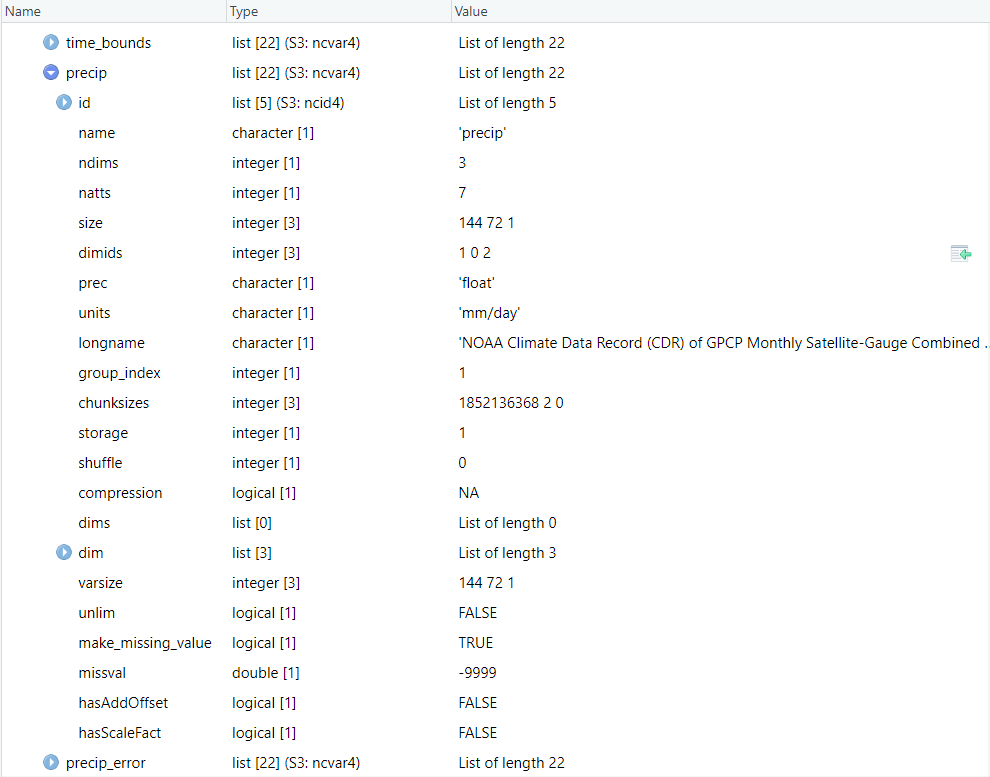 Name Type Value
time_bounds list [22] (S3: ncvar4) List of length 22
precip list [22] (S3: ncvar4) List of length 22
id list [5] (S3: ncid4) List of length 5
name character [1] 'precip'
ndims integer [1] 3
natts integer [1] 7
size integer [3] 144 72 1
dimids integer [3] 1 0 2
prec character [1] 'float'
units character [1] 'mm/day'
longname character [1] 'NOAA Climate Data Record (CDR) of GPCP Monthly Satellite-Gauge Combined ..
group_index integer [1] 1
chunksizes integer [3] 1852136368 2 0
storage integer [1] 1
shuffle integer [1] 0
compression logical [1] NA
dims list [0] List of length 0
dim list [3] List of length 3
varsize integer [3] 144 72 1
unlim logical [1] FALSE
make_missing_value logical [1] TRUE
missval double [1] -9999
hasAddOffset logical [1] FALSE
hasScaleFact logical [1] FALSE
precip_error list [22] (S3: ncvar4) List of length 22